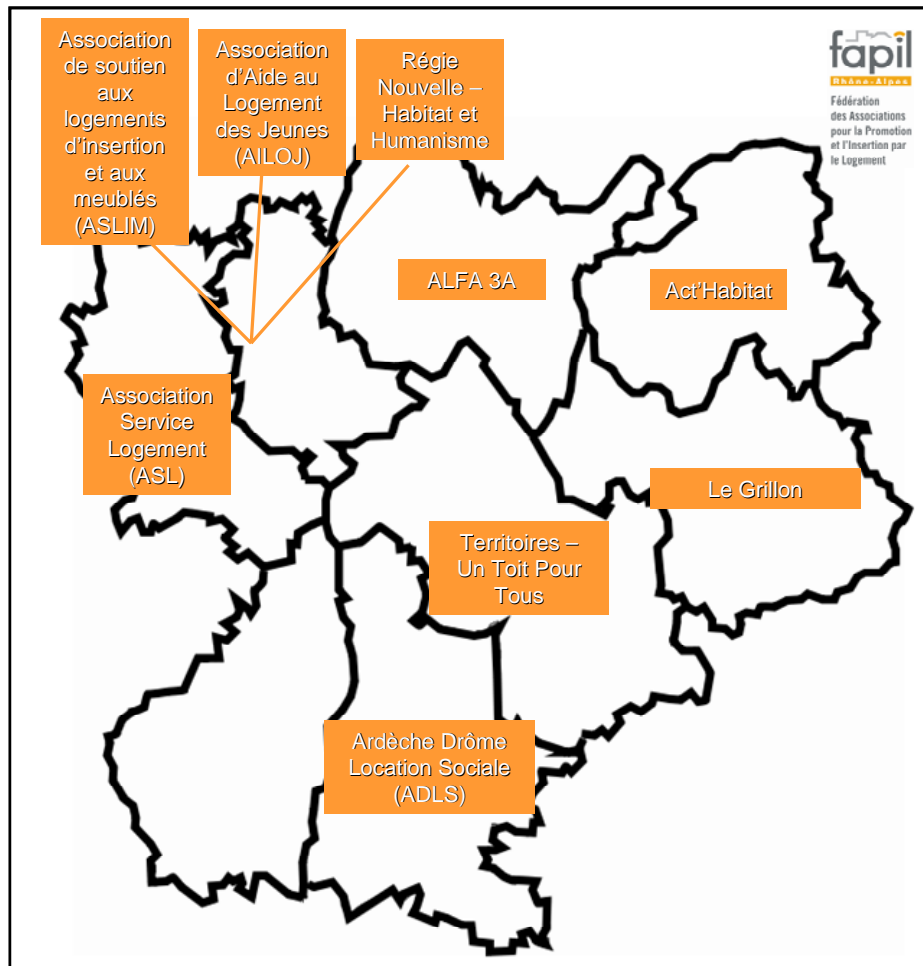 Association
de soutien
aux
logements
d'insertion
et aux
meublés
(ASLIM)
Association
d'Aide au
Logement
des Jeunes
(AILOJ)
Régie
Nouvelle –
Habitat et
Humanisme
fapil
Rhône-Alpes
Fédération
des Associations
pour la Promotion
et l'Insertion par
le Logement
ALFA 3A
Act'Habitat
Association
Service
Logement
(ASL)
Le Grillon
Territoires –
Un Toit Pour
Tous
Ardèche Drôme
Location Sociale
(ADLS)